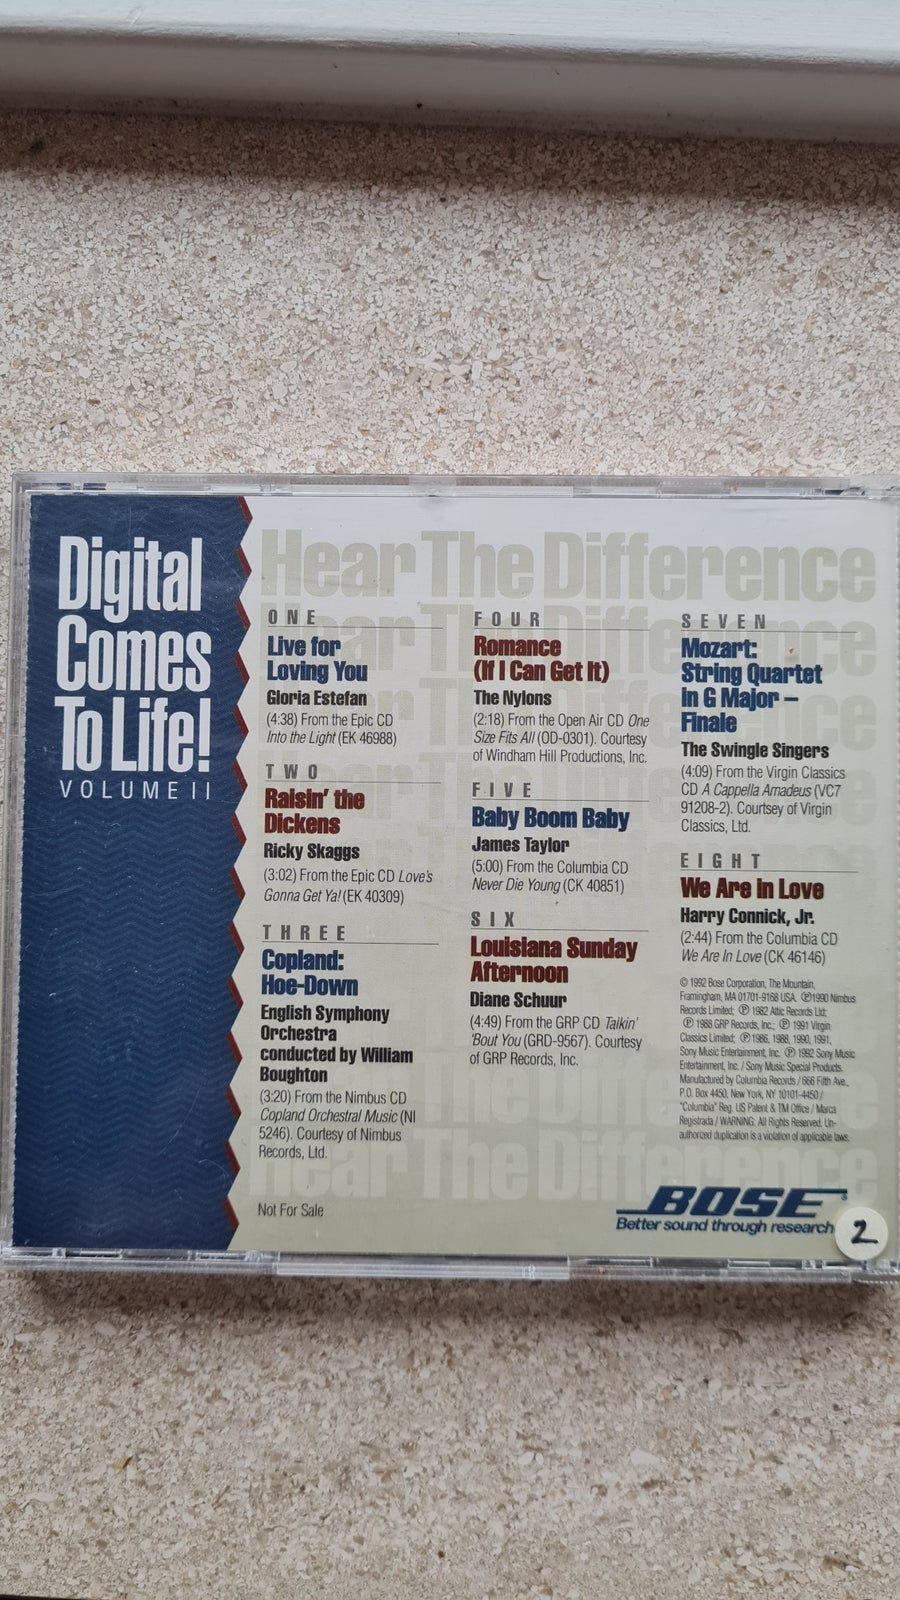 Digital
Comes
To Life!
VOLUME II
Hear The Difference
ONE
Live for
Loving You
Gloria Estefan
(4:38) From the Epic CD
Into the Light (EK 46988)
TWO
Raisin' the
Dickens
Ricky Skaggs
(3:02) From the Epic CD Love's
Gonna Get Ya! (EK 40309)
THREE
Copland:
Hoe-Down
English Symphony
Orchestra
conducted by William
Boughton
(3:20) From the Nimbus CD
Copland Orchestral Music (NI
5246). Courtesy of Nimbus
Records, Ltd.
Not For Sale
FOUR
Romance
(If I Can Get It)
The Nylons
(2:18) From the Open Air CD One
Size Fits All (OD-0301). Courtesy
of Windham Hill Productions, Inc.
FIVE
Baby Boom Baby
James Taylor
(5:00) From the Columbia CD
Never Die Young (CK 40851)
SIX
Louisiana Sunday
Afternoon
Diane Schuur
(4:49) From the GRP CD Talkin'
'Bout You (GRD-9567). Courtesy
of GRP Records, Inc.
SEVEN
Mozart:
String Quartet
in G Major –
Finale
The Swingle Singers
(4:09) From the Virgin Classics
CD A Cappella Amadeus (VC7
91208-2). Courtsey of Virgin
Classics, Ltd.
EIGHT
We Are in Love
Harry Connick, Jr.
(2:44) From the Columbia CD
We Are In Love (CK 46146)
© 1992 Bose Corporation, The Mountain,
Framingham, MA 01701-9168 USA. ℗1990 Nimbus
Records Limited; ℗ 1982 Attic Records Ltd;
℗ 1988 GRP Records, Inc.; ℗ 1991 Virgin
Classics Limited; ℗1986, 1988, 1990, 1991,
Sony Music Entertainment, Inc. ℗ 1992 Sony Music
Entertainment, Inc. / Sony Music Special Products.
Manufactured by Columbia Records / 666 Fifth Ave.,
P.O. Box 4450, New York, NY 10101-4450 /
"Columbia" Reg. US Patent & TM Office / Marca
Registrada / WARNING: All Rights Reserved. Un-
authorized duplication is a violation of applicable laws.
Hear The Difference
BOSE®
Better sound through research
2